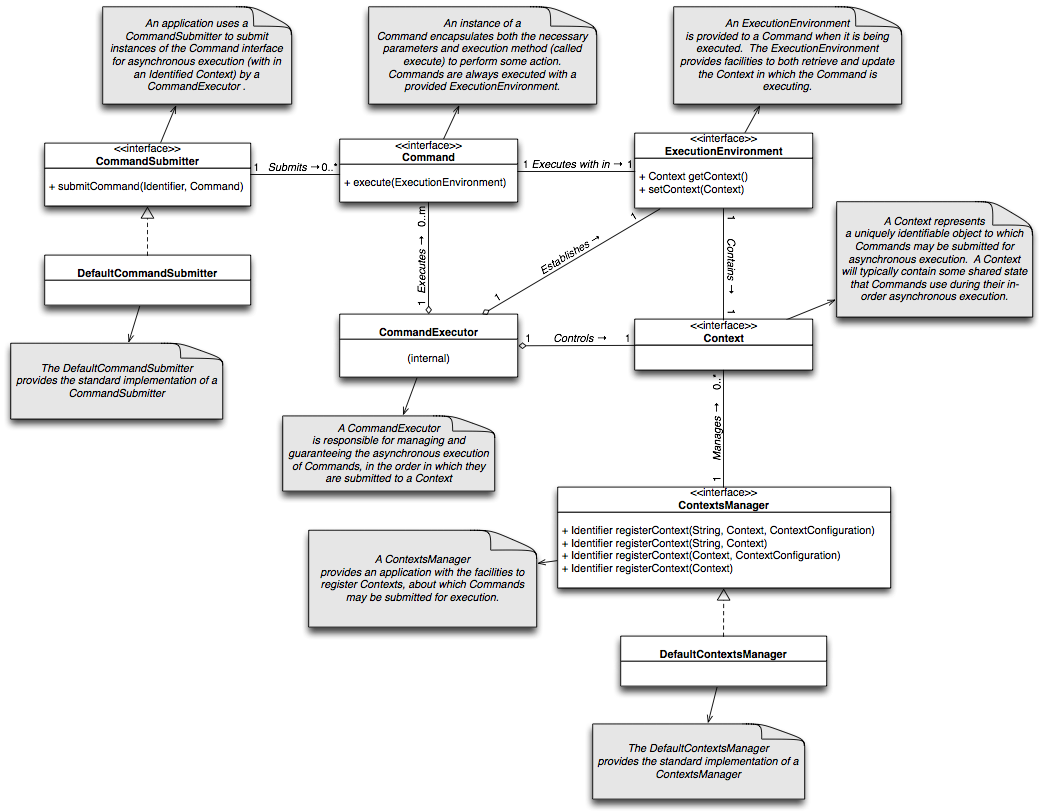 An application uses a
CommandSubmitter to submit
instances of the Command interface
for asynchronous execution (with in
an Identified Context) by a
CommandExecutor .
An instance of a
Command encapsulates both the necessary
parameters and execution method (called
execute) to perform some action.
Commands are always executed with a
provided ExecutionEnvironment.
An ExecutionEnvironment
is provided to a Command when it is being
executed. The ExecutionEnvironment
provides facilities to both retrieve and update
the Context in which the Command is
executing.
<<interface>>
CommandSubmitter
+ submitCommand(Identifier, Command)
1 Submits →0..*
<<interface>>
Command
+ execute(ExecutionEnvironment)
1 Executes with in → 1
<<interface>>
ExecutionEnvironment
+ Context getContext()
+ setContext(Context)
A Context represents
a uniquely identifiable object to which
Commands may be submitted for
asynchronous execution. A Context
will typically contain some shared state
that Commands use during their in-
order asynchronous execution.
DefaultCommandSubmitter
1 Executes → 0..m
1 Establishes → 1
1 Contains → 1
The DefaultCommandSubmitter
provides the standard implementation of a
CommandSubmitter
CommandExecutor
(internal)
1 Controls → 1
<<interface>>
Context
A CommandExecutor
is responsible for managing and
guaranteeing the asynchronous execution
of Commands, in the order in which they
are submitted to a Context
1 Manages → 0..*
<<interface>>
ContextsManager
+ Identifier registerContext(String, Context, ContextConfiguration)
+ Identifier registerContext(String, Context)
+ Identifier registerContext(Context, ContextConfiguration)
+ Identifier registerContext(Context)
A ContextsManager
provides an application with the facilities to
register Contexts, about which Commands
may be submitted for execution.
DefaultContextsManager
The DefaultContextsManager
provides the standard implementation of a
ContextsManager